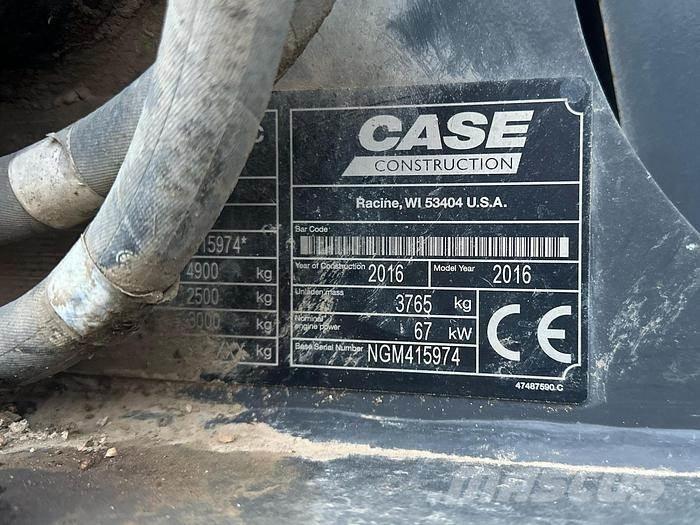 CASE
CONSTRUCTION
Racine, WI 53404 U.S.A.
Bar Code
Year of Construction 2016 Model Year 2016
Unladen mass 3765 kg
Nominal engine power 67 kW
Base Serial Number NGM415974
CE
47487590 C
C
15974*
4900 kg
2500 kg
kg
kg
MASCUS